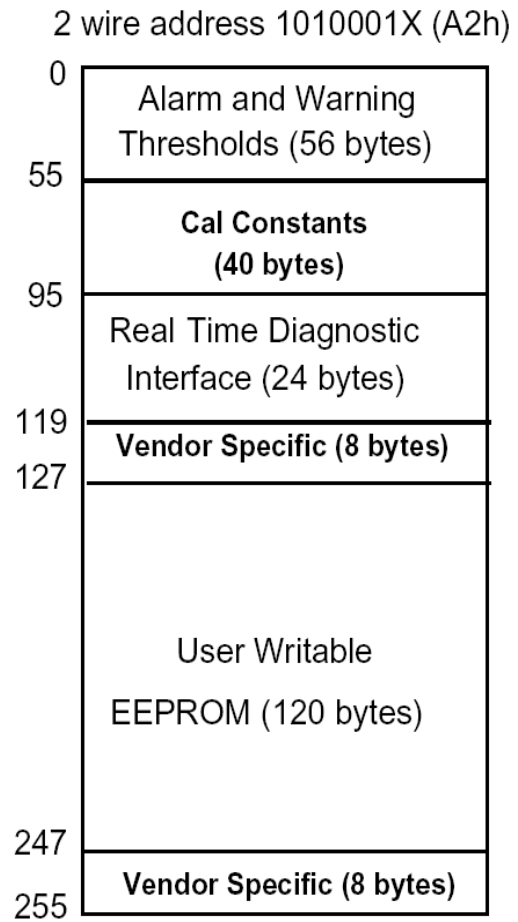 2 wire address 1010001X (A2h)
0
Alarm and Warning
Thresholds (56 bytes)
55
Cal Constants
(40 bytes)
95
Real Time Diagnostic
Interface (24 bytes)
119
Vendor Specific (8 bytes)
127
User Writable
EEPROM (120 bytes)
247
Vendor Specific (8 bytes)
255